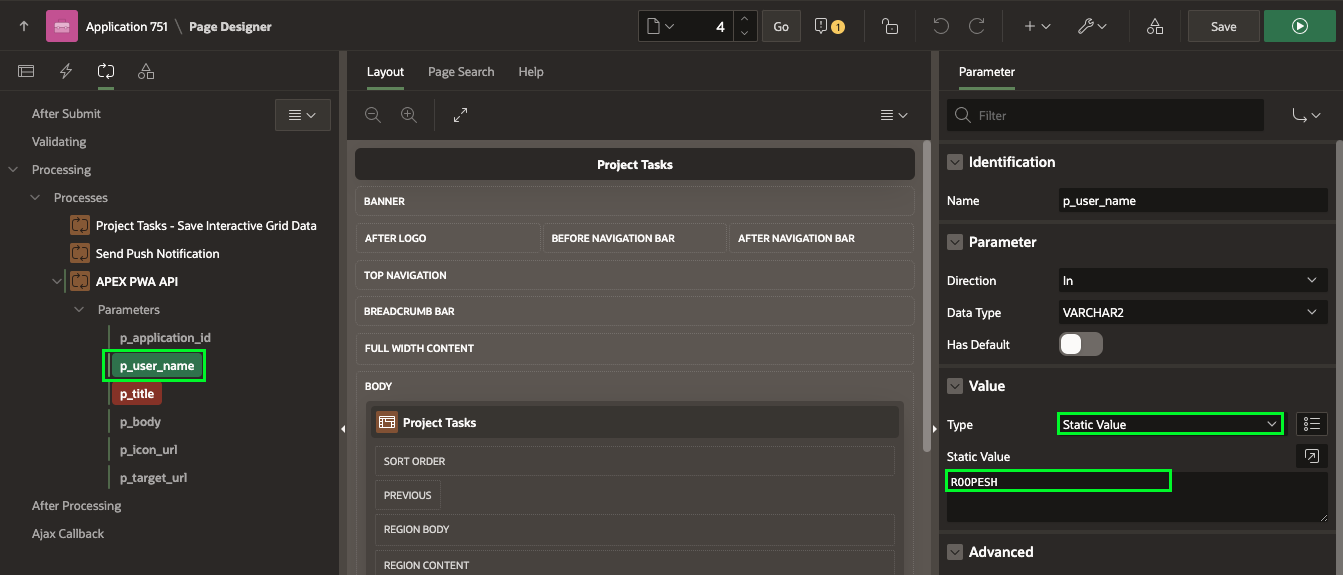 Application 751 \ Page Designer
4 Go 1 Save
Layout Page Search Help
Parameter
After Submit
Validating
Processing
Processes
Project Tasks - Save Interactive Grid Data
Send Push Notification
APEX PWA API
Parameters
p_application_id
p_user_name
p_title
p_body
p_icon_url
p_target_url
After Processing
Ajax Callback
Project Tasks
BANNER
AFTER LOGO BEFORE NAVIGATION BAR AFTER NAVIGATION BAR
TOP NAVIGATION
BREADCRUMB BAR
FULL WIDTH CONTENT
BODY
Project Tasks
SORT ORDER
PREVIOUS
REGION BODY
REGION CONTENT
Filter
Identification
Name p_user_name
Parameter
Direction In
Data Type VARCHAR2
Has Default
Value
Type Static Value
Static Value
ROOPESH
Advanced